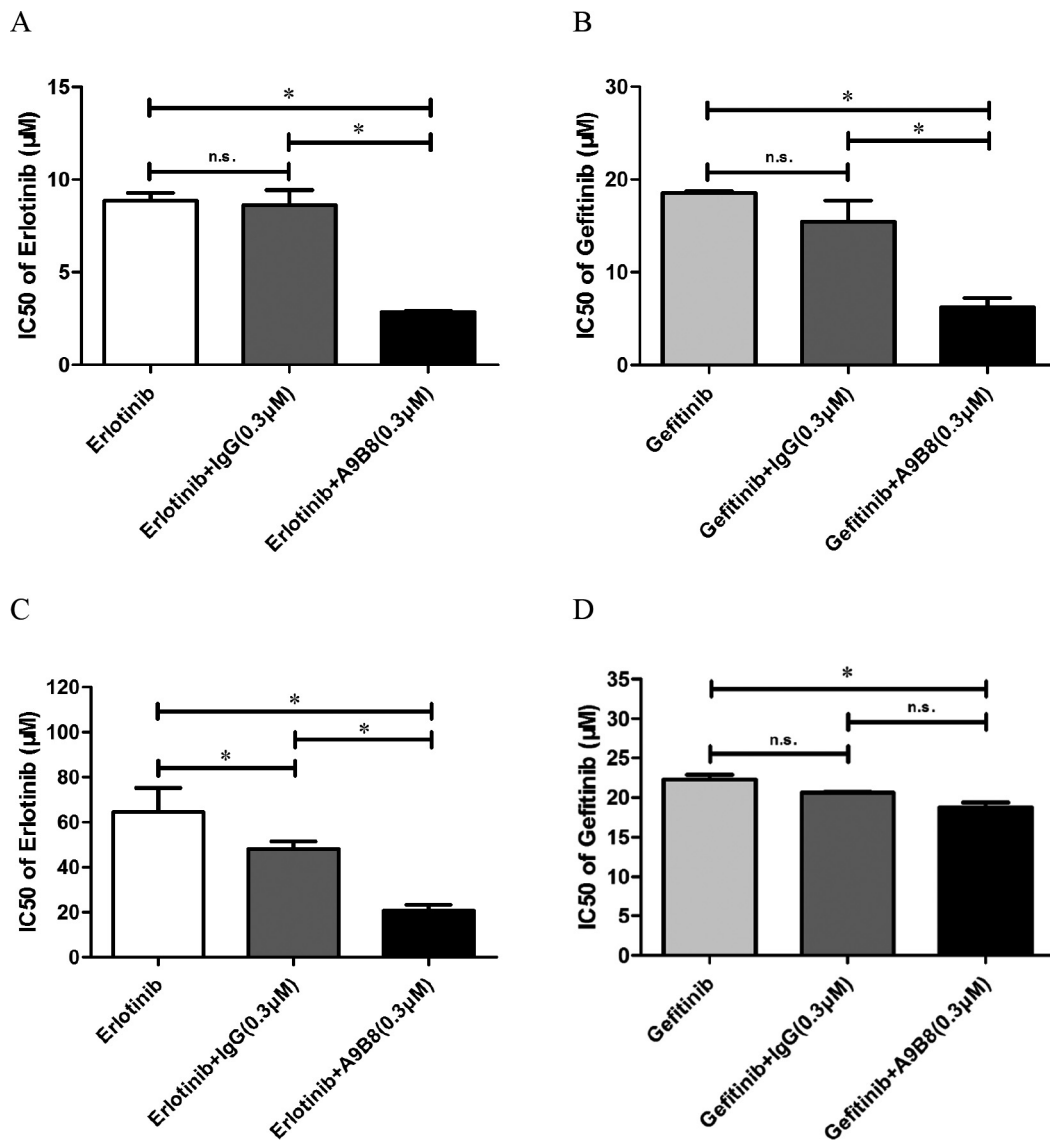 A
IC50 of Erlotinib (µM)
15
10
5
0
*
*
n.s.
Erlotinib
Erlotinib+IgG(0.3µM)
Erlotinib+A9B8(0.3µM)
B
IC50 of Gefitinib (µM)
30
20
10
0
*
*
n.s.
Gefitinib
Gefitinib+IgG(0.3µM)
Gefitinib+A9B8(0.3µM)
C
IC50 of Erlotinib (µM)
120
100
80
60
40
20
0
*
*
*
Erlotinib
Erlotinib+IgG(0.3µM)
Erlotinib+A9B8(0.3µM)
D
IC50 of Gefitinib (µM)
35
30
25
20
15
10
5
0
*
n.s.
n.s.
Gefitinib
Gefitinib+IgG(0.3µM)
Gefitinib+A9B8(0.3µM)